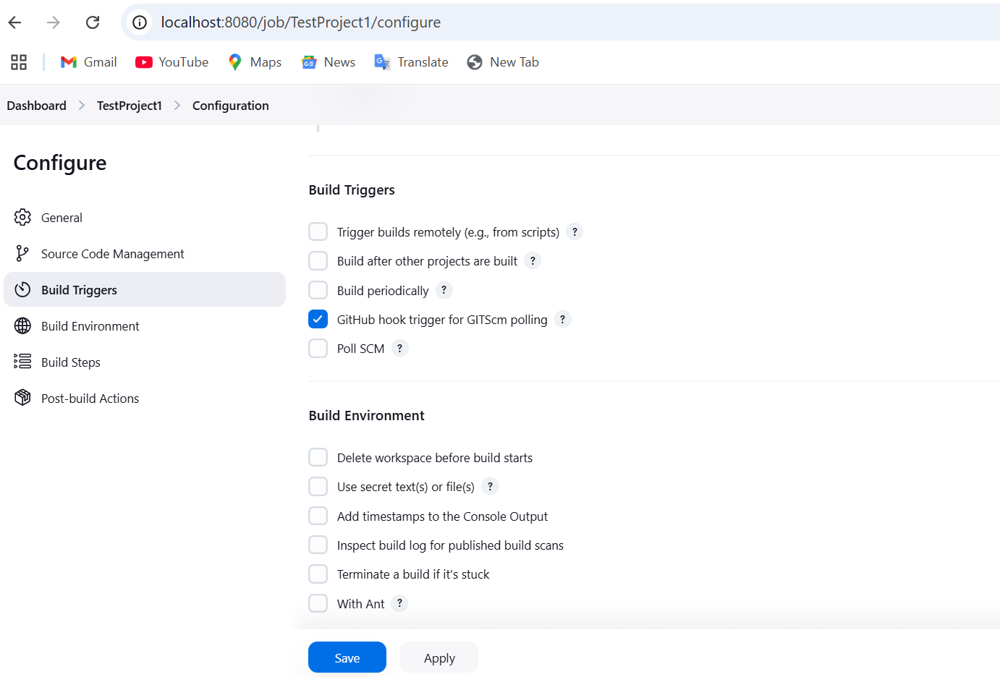 localhost:8080/job/TestProject1/configure
Gmail YouTube Maps News Translate New Tab
Dashboard TestProject1 Configuration
Configure
General
Source Code Management
Build Triggers
Build Environment
Build Steps
Post-build Actions
Build Triggers
Trigger builds remotely (e.g., from scripts) ?
Build after other projects are built ?
Build periodically ?
GitHub hook trigger for GITScm polling ?
Poll SCM ?
Build Environment
Delete workspace before build starts
Use secret text(s) or file(s) ?
Add timestamps to the Console Output
Inspect build log for published build scans
Terminate a build if it's stuck
With Ant ?
Save Apply